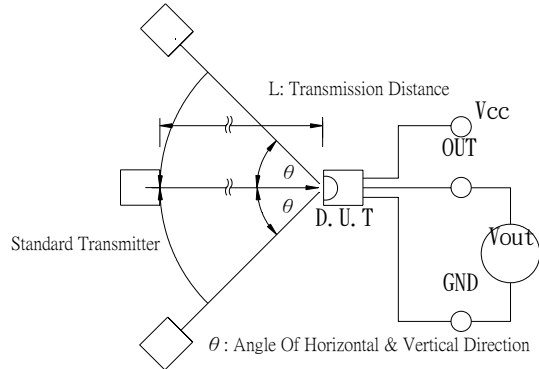 L: Transmission Distance
Vcc
OUT
θ
θ
D.U.T
Standard Transmitter
Vout
GND
θ: Angle Of Horizontal & Vertical Direction